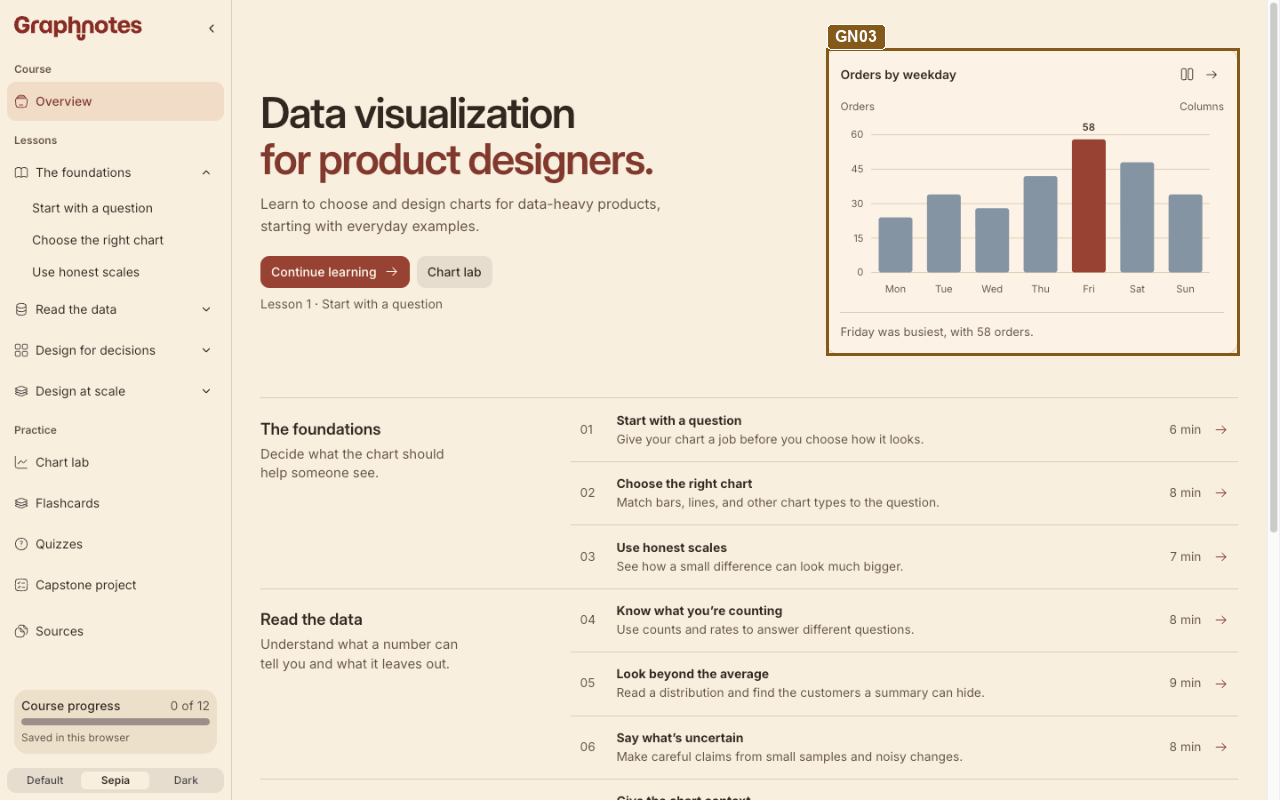 Graphnotes
Course
Overview
Lessons
The foundations
Start with a question
Choose the right chart
Use honest scales
Read the data
Design for decisions
Design at scale
Practice
Chart lab
Flashcards
Quizzes
Capstone project
Sources
Course progress 0 of 12
Saved in this browser
Default Sepia Dark
Data visualization
for product designers.
Learn to choose and design charts for data-heavy products,
starting with everyday examples.
Continue learning → Chart lab
Lesson 1 · Start with a question
GN03
Orders by weekday →
Orders Columns
58
60
45
30
15
0
Mon Tue Wed Thu Fri Sat Sun
Friday was busiest, with 58 orders.
The foundations
Decide what the chart should
help someone see.
01 Start with a question 6 min →
Give your chart a job before you choose how it looks.
02 Choose the right chart 8 min →
Match bars, lines, and other chart types to the question.
03 Use honest scales 7 min →
See how a small difference can look much bigger.
Read the data
Understand what a number can
tell you and what it leaves out.
04 Know what you’re counting 8 min →
Use counts and rates to answer different questions.
05 Look beyond the average 9 min →
Read a distribution and find the customers a summary can hide.
06 Say what’s uncertain 8 min →
Make careful claims from small samples and noisy changes.
Give the chart context